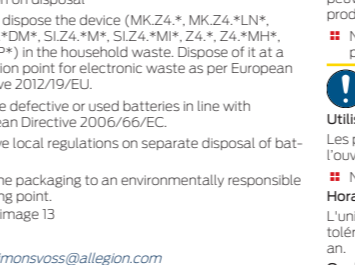 on on disposal
dispose the device (MK.Z4.*, MK.Z4.*LN*,
*DM*, SI.Z4.*M*, SI.Z4.*MI*, Z4.*, Z4.*MH*,
P*) in the household waste. Dispose of it at a
ion point for electronic waste as per European
ve 2012/19/EU.
e defective or used batteries in line with
ean Directive 2006/66/EC.
ve local regulations on separate disposal of bat-
he packaging to an environmentally responsible
ng point.
image 13
imonsvoss@allegion.com
prod
N
Utilis
Les p
l'ouv
N
Hora
L'uni
tolér
an.